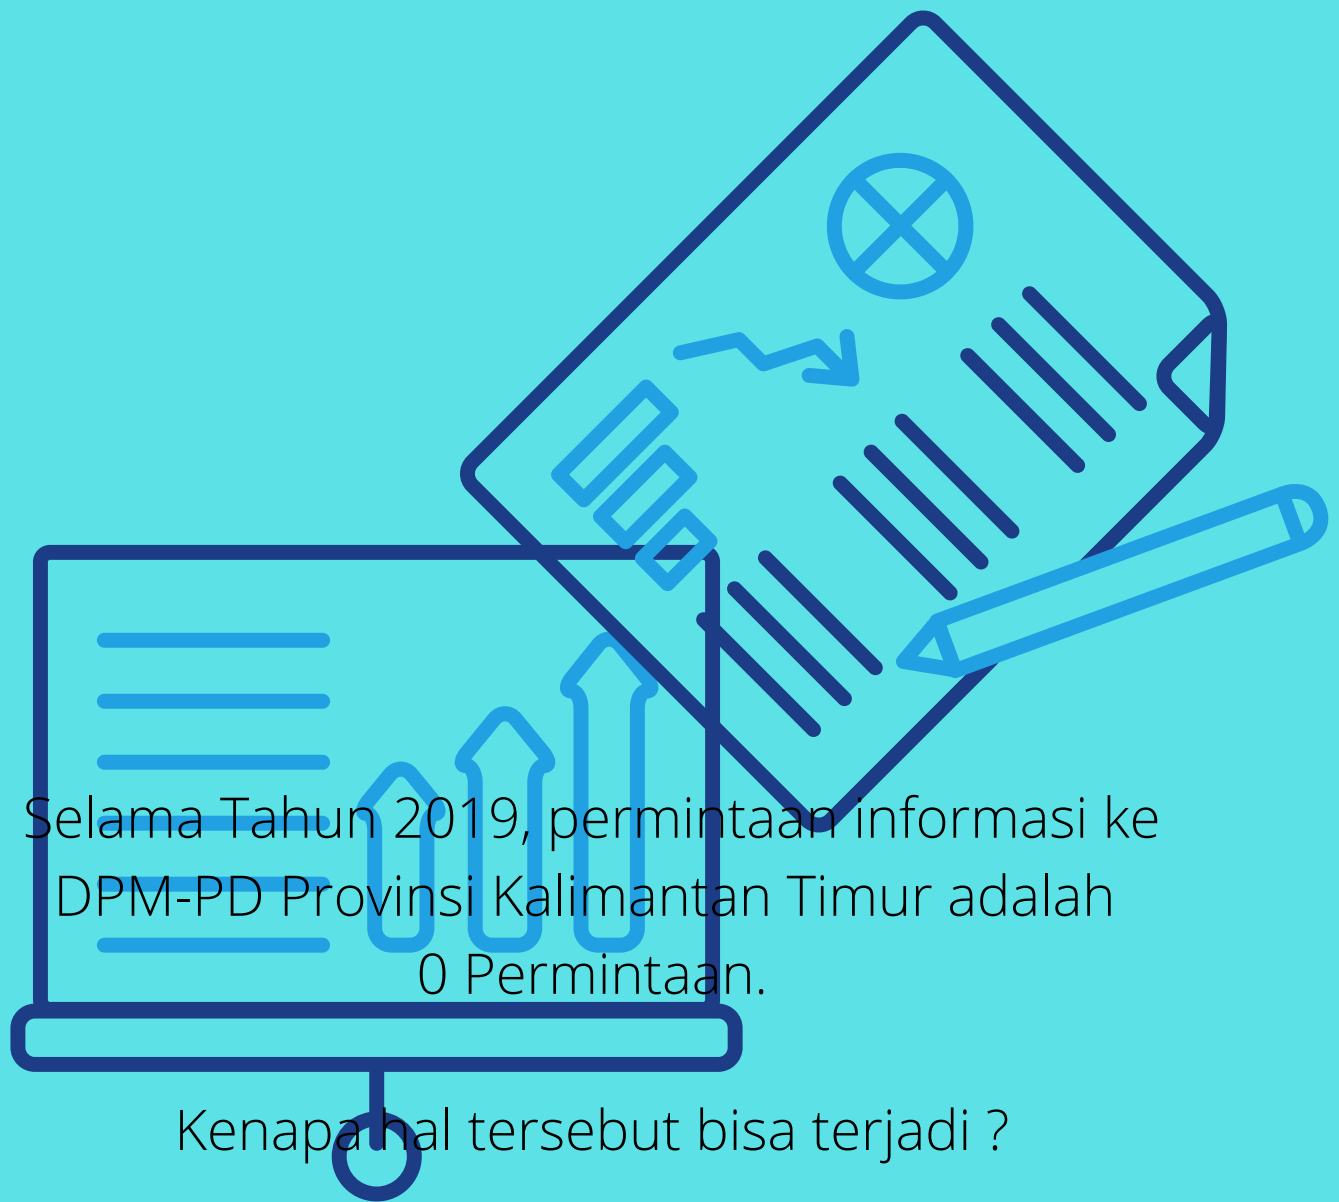 Selama Tahun 2019, permintaan informasi ke
DPM-PD Provinsi Kalimantan Timur adalah
0 Permintaan.
Kenapa hal tersebut bisa terjadi ?